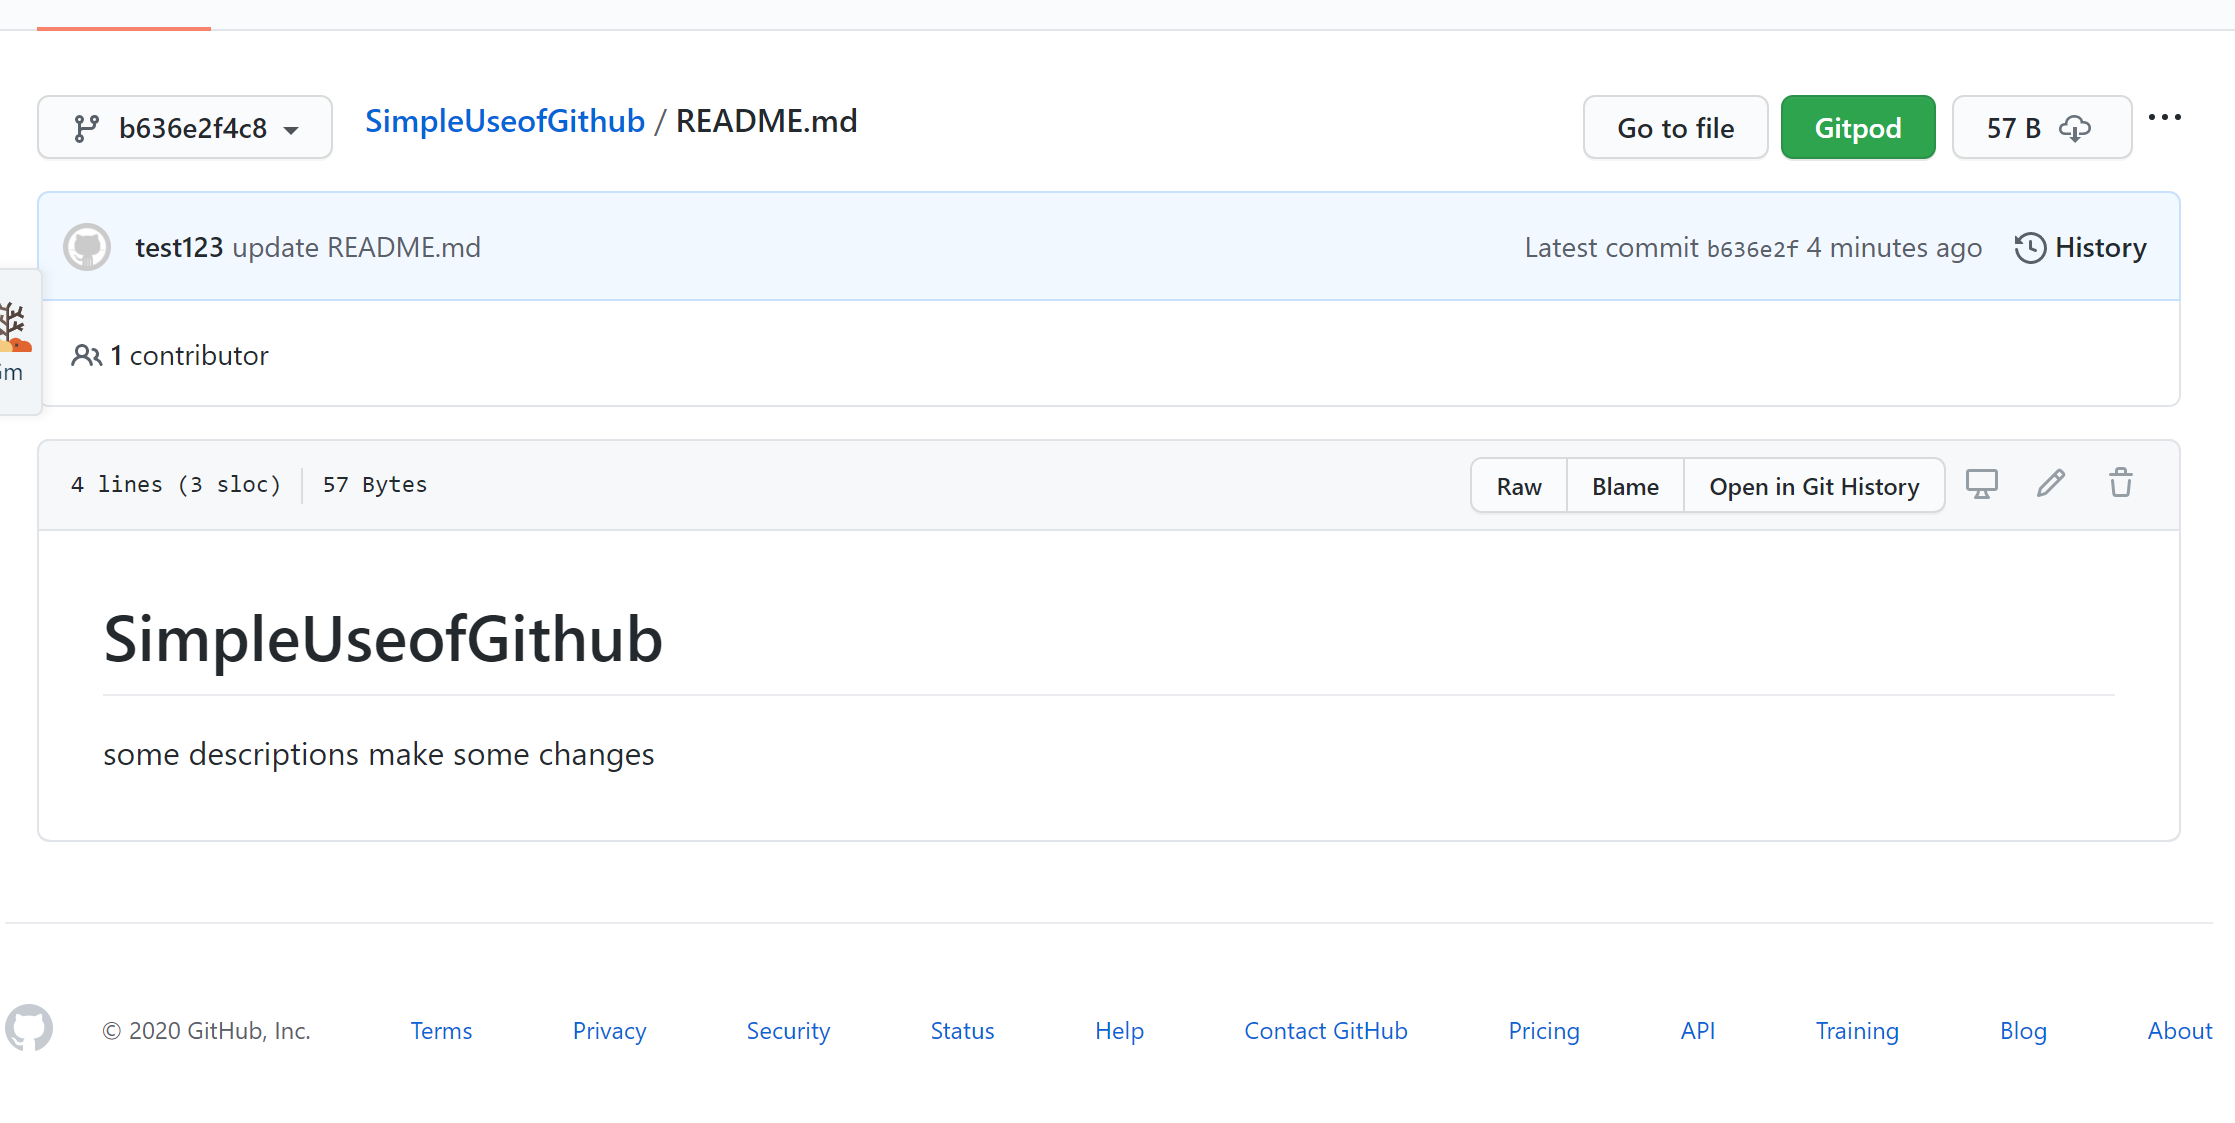 b636e2f4c8
SimpleUseofGithub / README.md
Go to file
Gitpod
57 B
...
test123 update README.md
Latest commit b636e2f 4 minutes ago
History
1 contributor
4 lines (3 sloc)
57 Bytes
Raw
Blame
Open in Git History
SimpleUseofGithub
some descriptions make some changes
© 2020 GitHub, Inc.
Terms
Privacy
Security
Status
Help
Contact GitHub
Pricing
API
Training
Blog
About